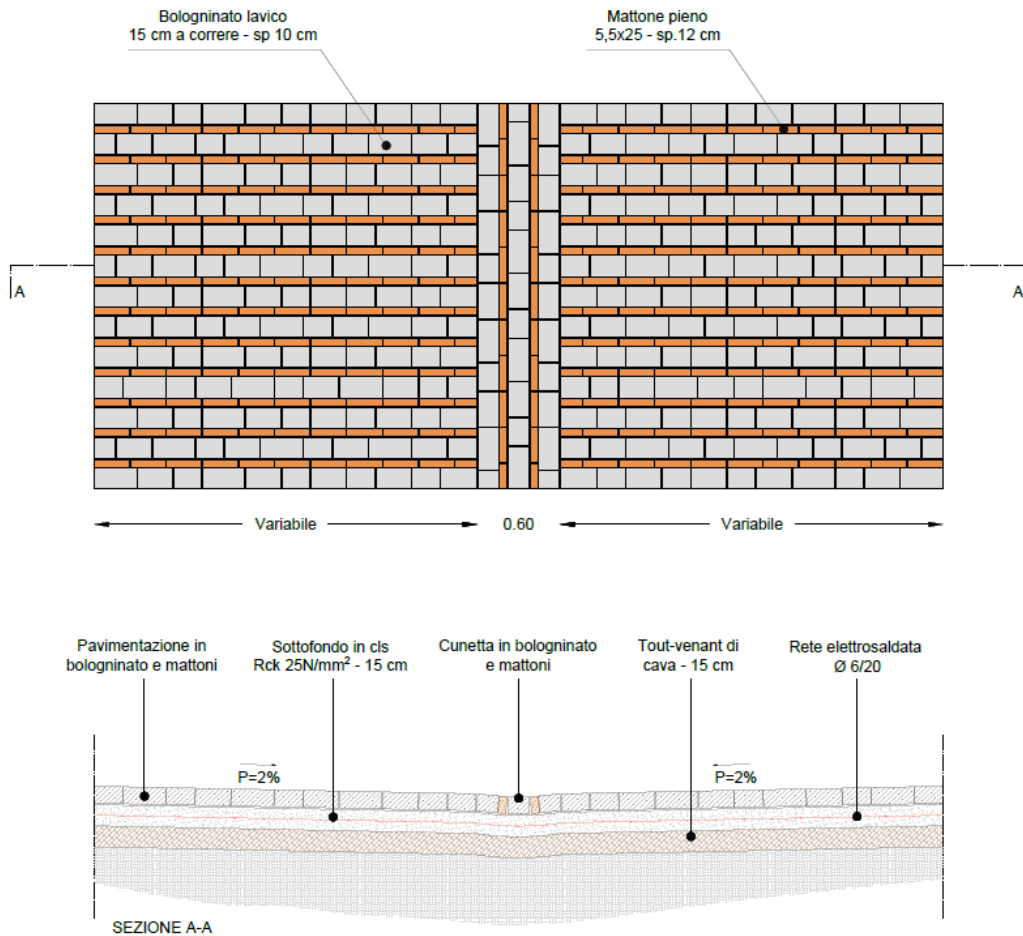 Bologninato lavico
15 cm a correre - sp 10 cm
Mattone pieno
5,5x25 - sp.12 cm
A
A
Variabile
0.60
Variabile
Pavimentazione in
bologninato e mattoni
Sottofondo in cls
Rck 25N/mm² - 15 cm
Cunetta in bologninato
e mattoni
Tout-venant di
cava - 15 cm
Rete elettrosaldata
Ø 6/20
P=2%
P=2%
SEZIONE A-A